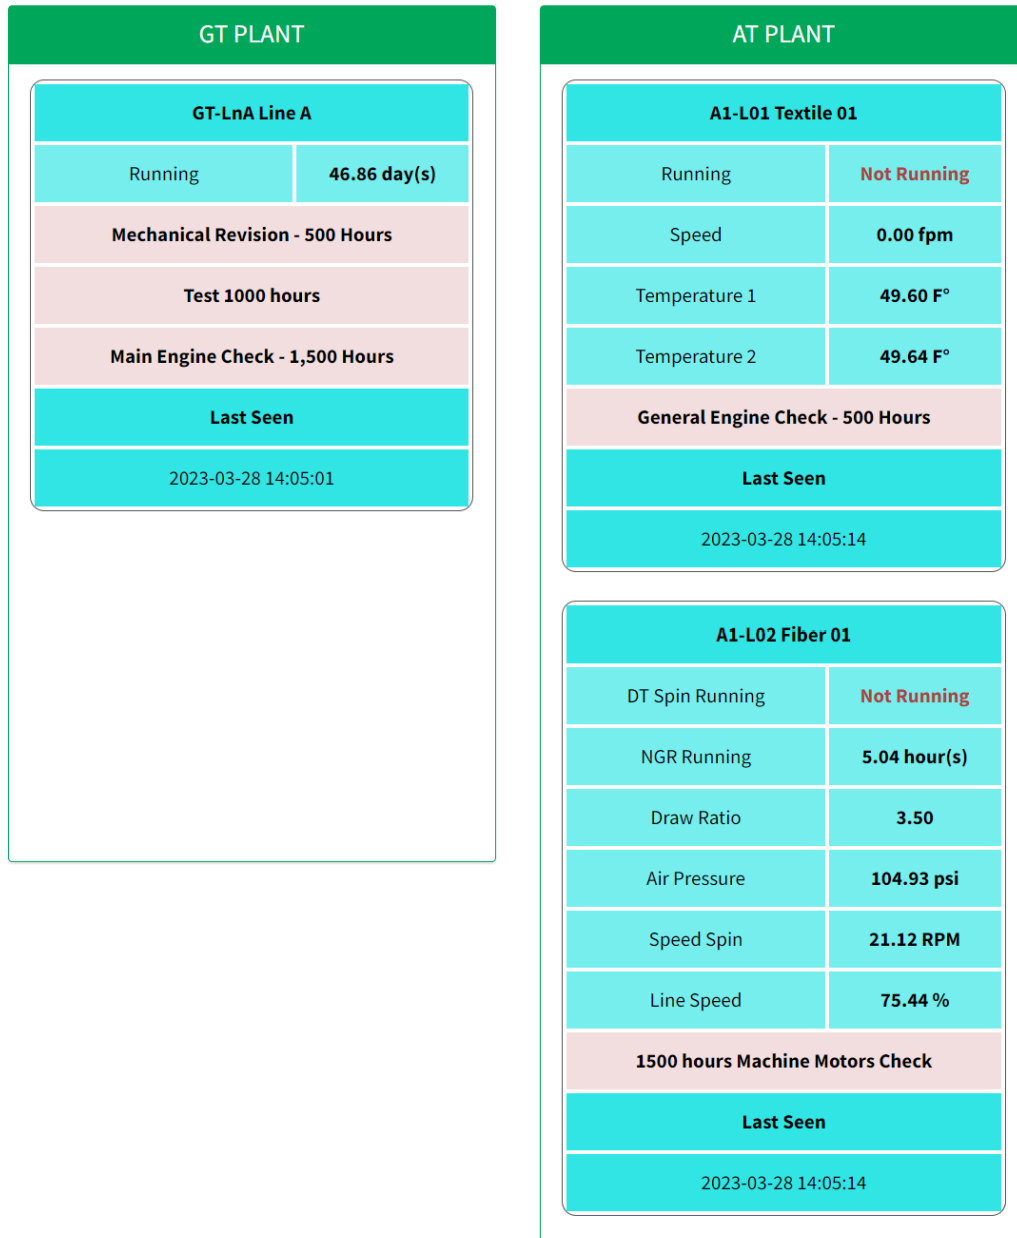 GT PLANT
GT-LnA Line A
Running 46.86 day(s)
Mechanical Revision - 500 Hours
Test 1000 hours
Main Engine Check - 1,500 Hours
Last Seen
2023-03-28 14:05:01
AT PLANT
A1-L01 Textile 01
Running Not Running
Speed 0.00 fpm
Temperature 1 49.60 F°
Temperature 2 49.64 F°
General Engine Check - 500 Hours
Last Seen
2023-03-28 14:05:14
A1-L02 Fiber 01
DT Spin Running Not Running
NGR Running 5.04 hour(s)
Draw Ratio 3.50
Air Pressure 104.93 psi
Speed Spin 21.12 RPM
Line Speed 75.44 %
1500 hours Machine Motors Check
Last Seen
2023-03-28 14:05:14